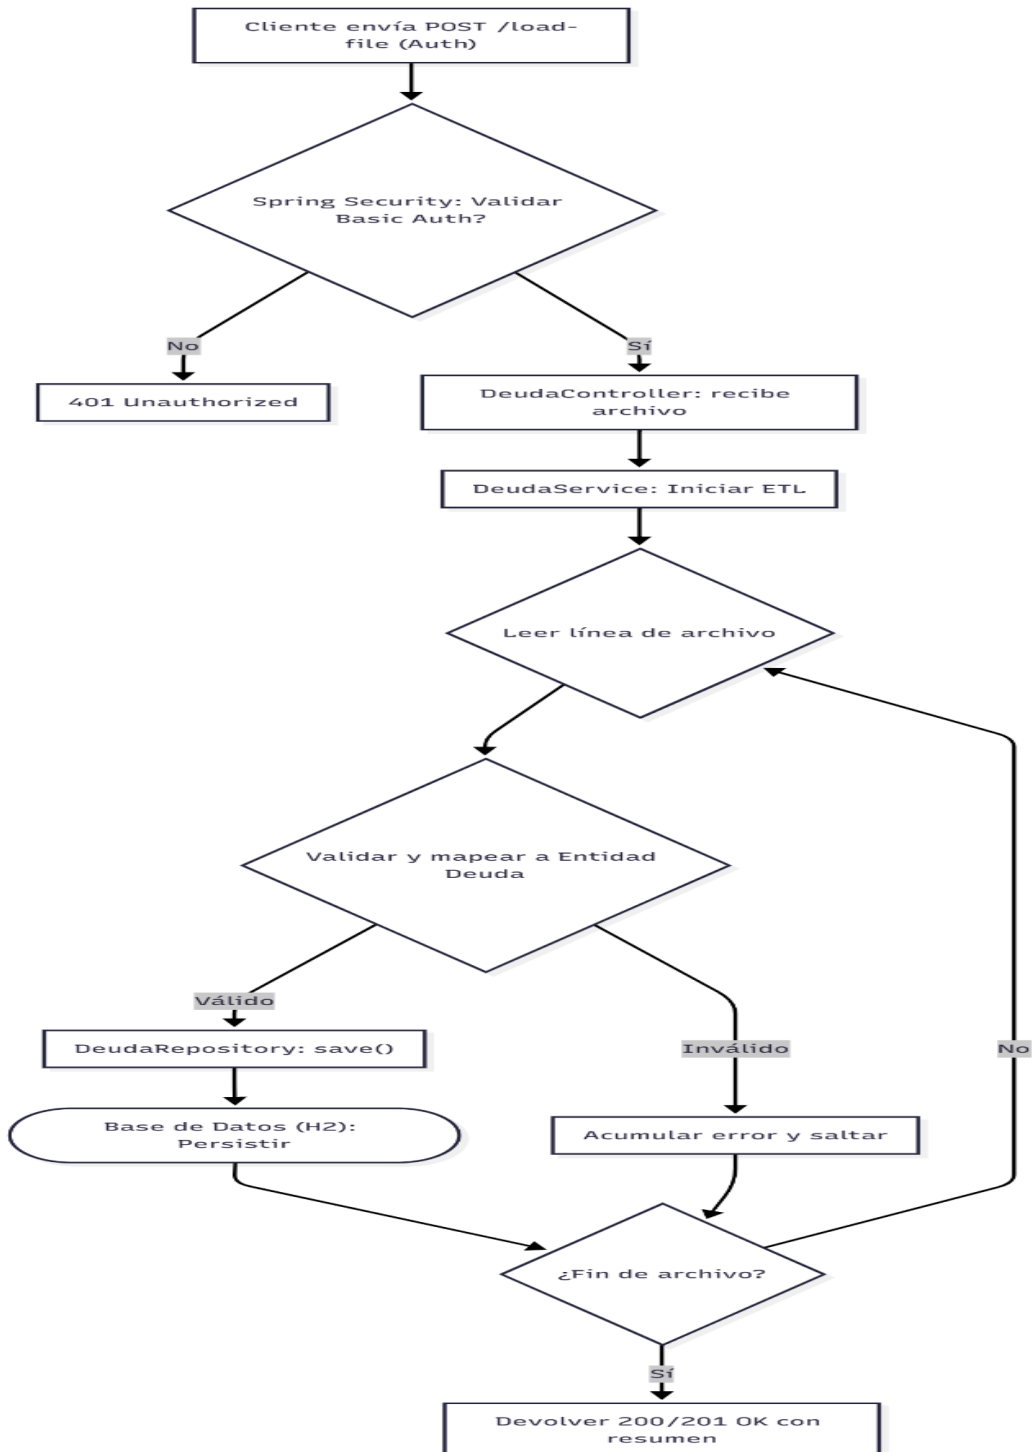 Cliente envía POST /load-
file (Auth)
Spring Security: Validar
Basic Auth?
No
Sí
401 Unauthorized
DeudaController: recibe
archivo
DeudaService: Iniciar ETL
Leer línea de archivo
Validar y mapear a Entidad
Deuda
Válido
DeudaRepository: save()
Inválido
No
Base de Datos (H2):
Persistir
Acumular error y saltar
¿Fin de archivo?
Sí
Devolver 200/201 OK con
resumen